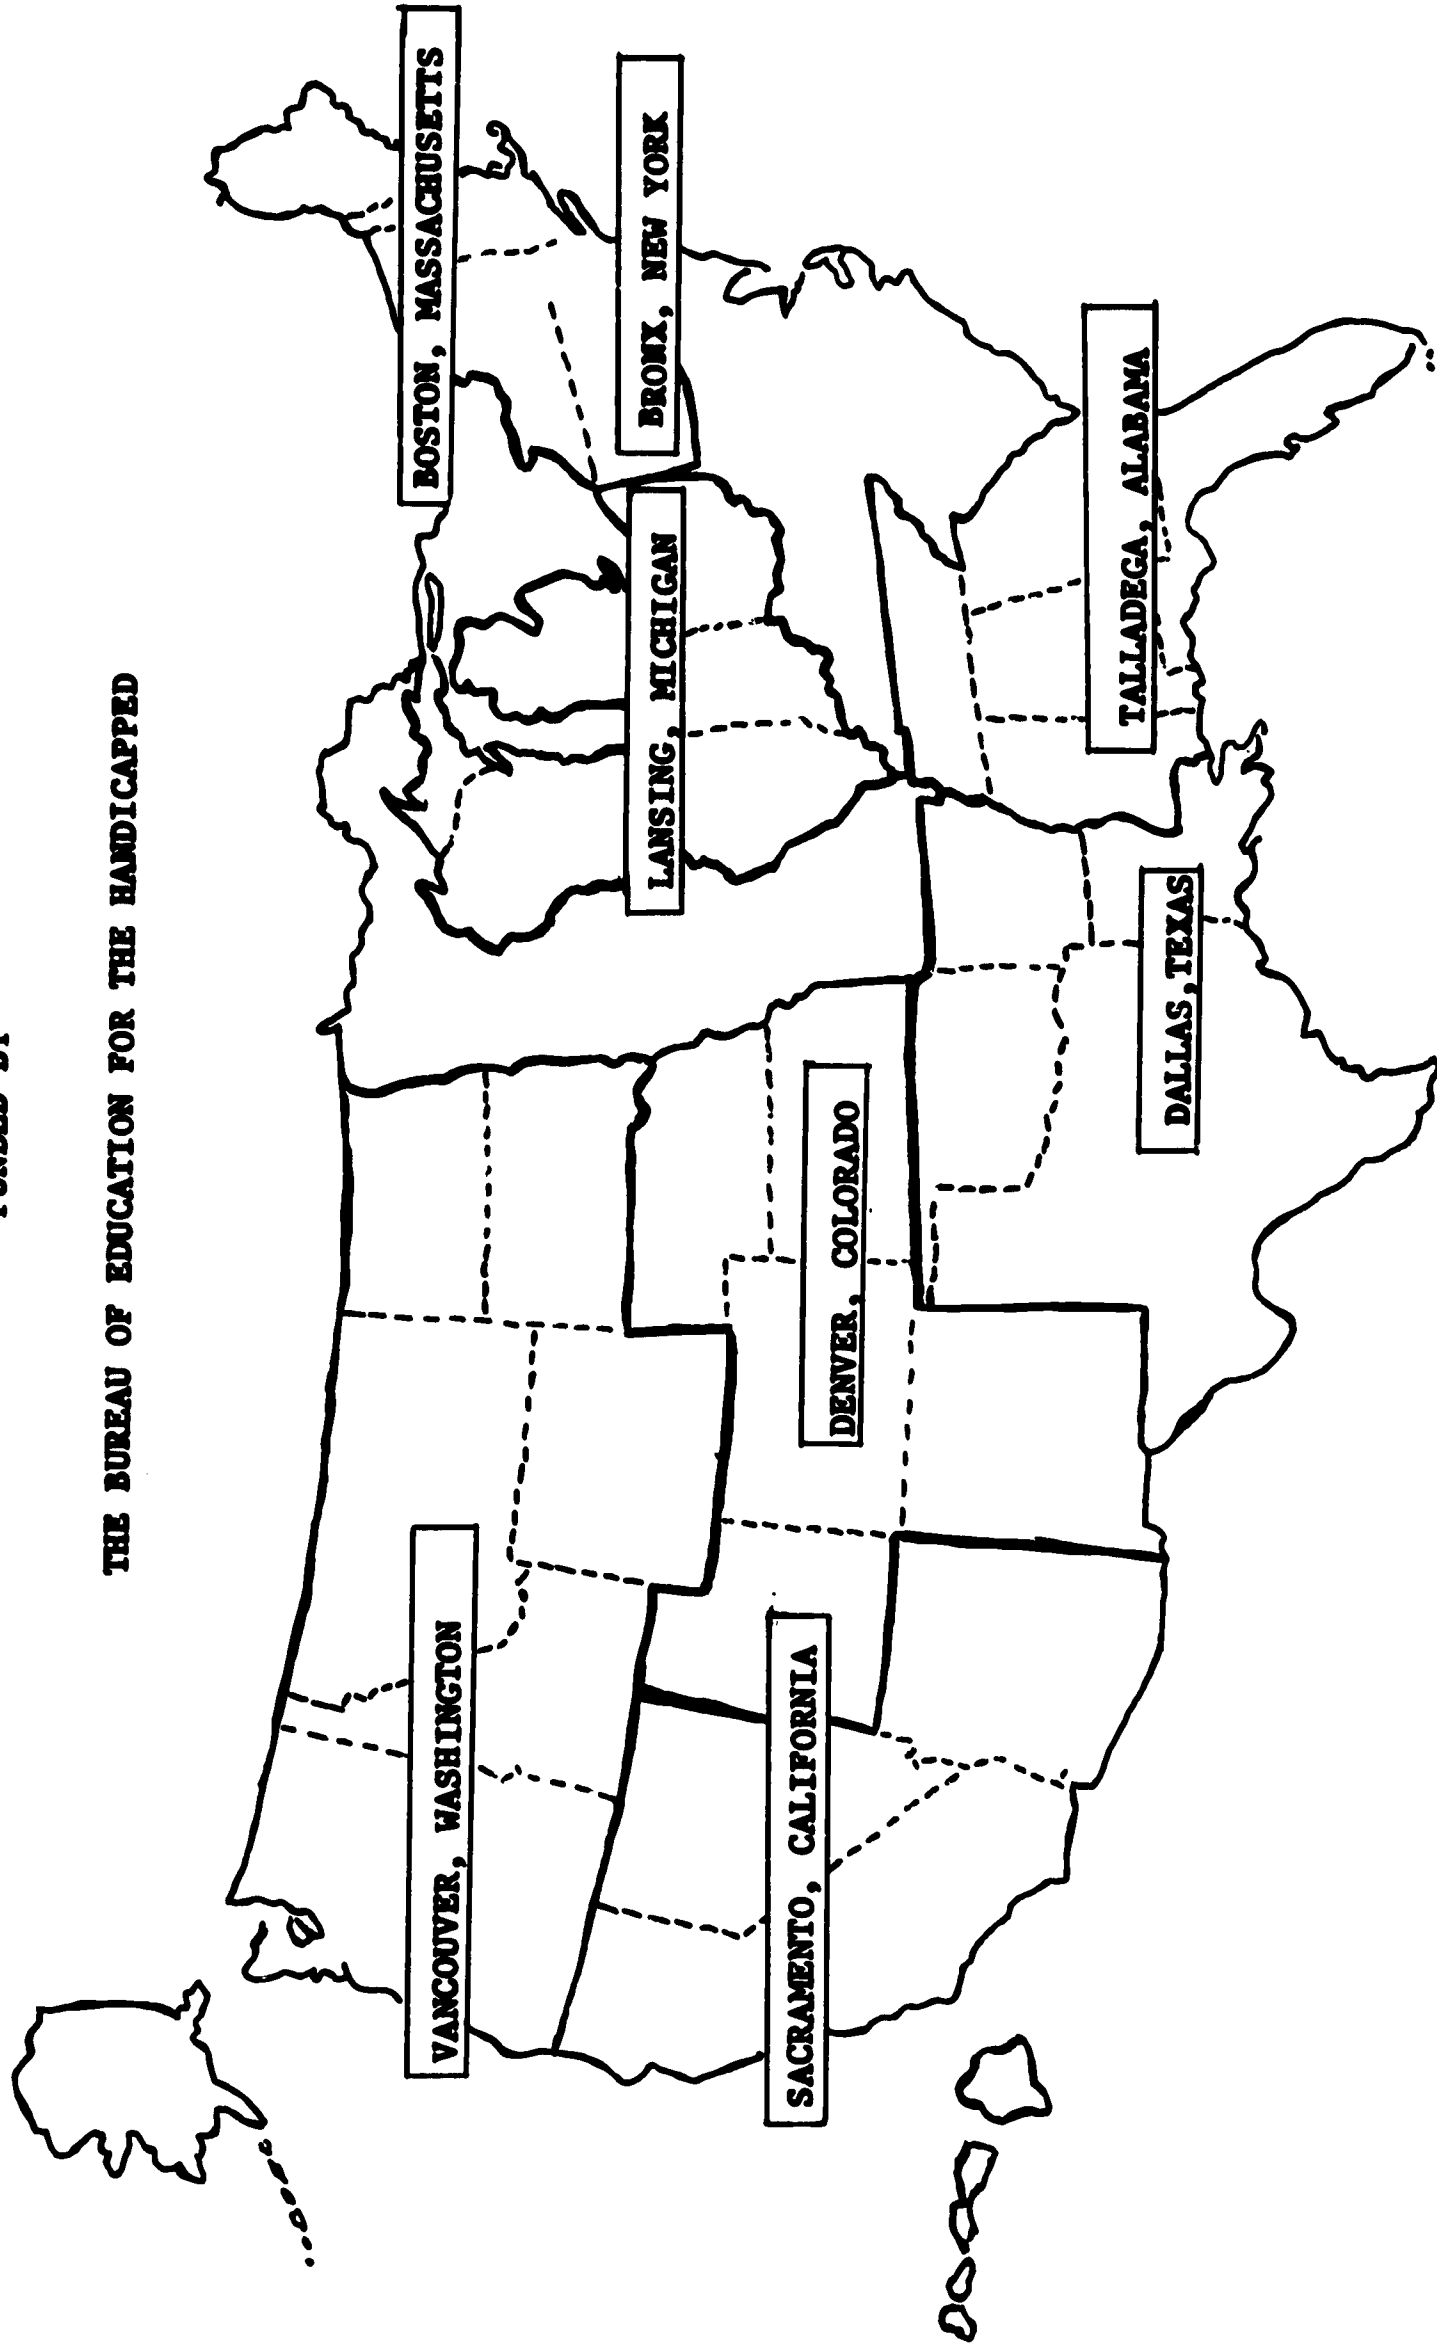 THE BUREAU OF EDUCATION FOR THE HANDICAPPED
BOSTON, MASSACHUSETTS
VANCOUVER, WASHINGTON
BRONX, NEW YORK
LANSING, MICHIGAN
SACRAMENTO, CALIFORNIA
DENVER, COLORADO
TALLADEGA, ALABAMA
DALLAS,TEXAS